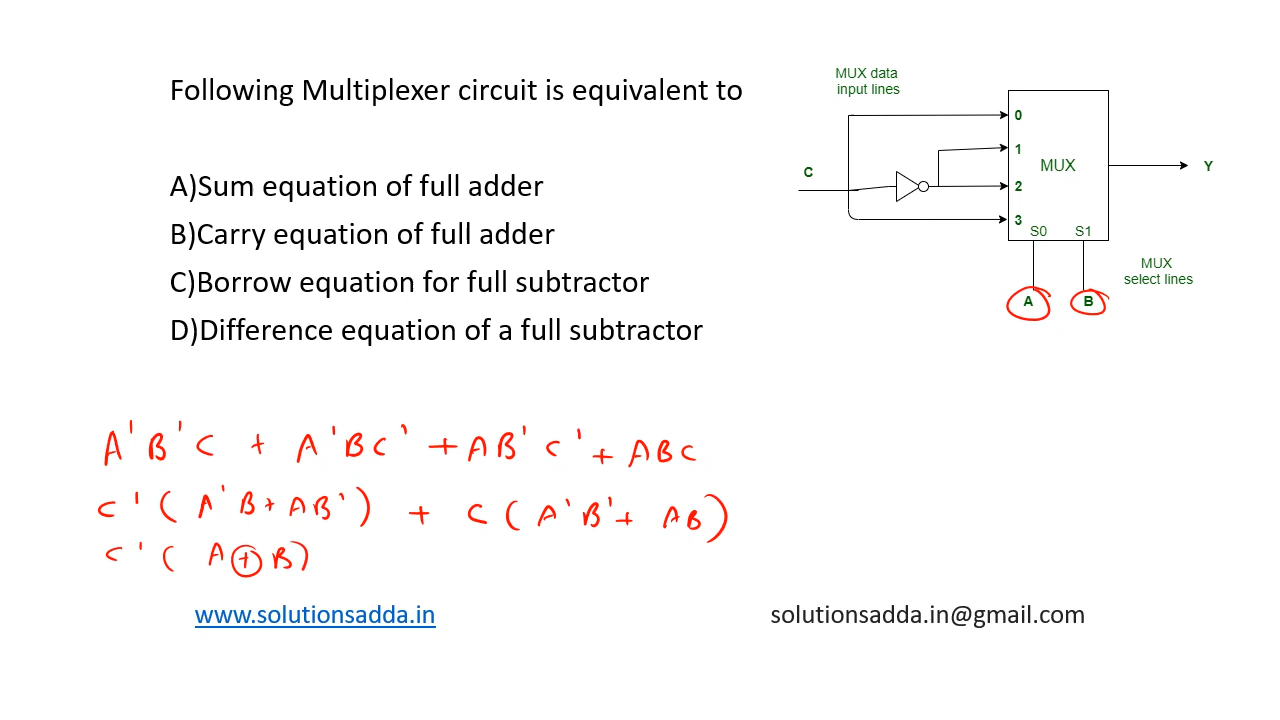 Following Multiplexer circuit is equivalent to
A)Sum equation of full adder
B)Carry equation of full adder
C)Borrow equation for full subtractor
D)Difference equation of a full subtractor
MUX data
input lines
0
1
C
MUX
Y
2
3
S0 S1
MUX
select lines
A B
A'B'C + A'BC' + AB'C' + ABC
C'(A'B+AB') + C(A'B'+ AB)
C'( A⊕B)
www.solutionsadda.in
solutionsadda.in@gmail.com